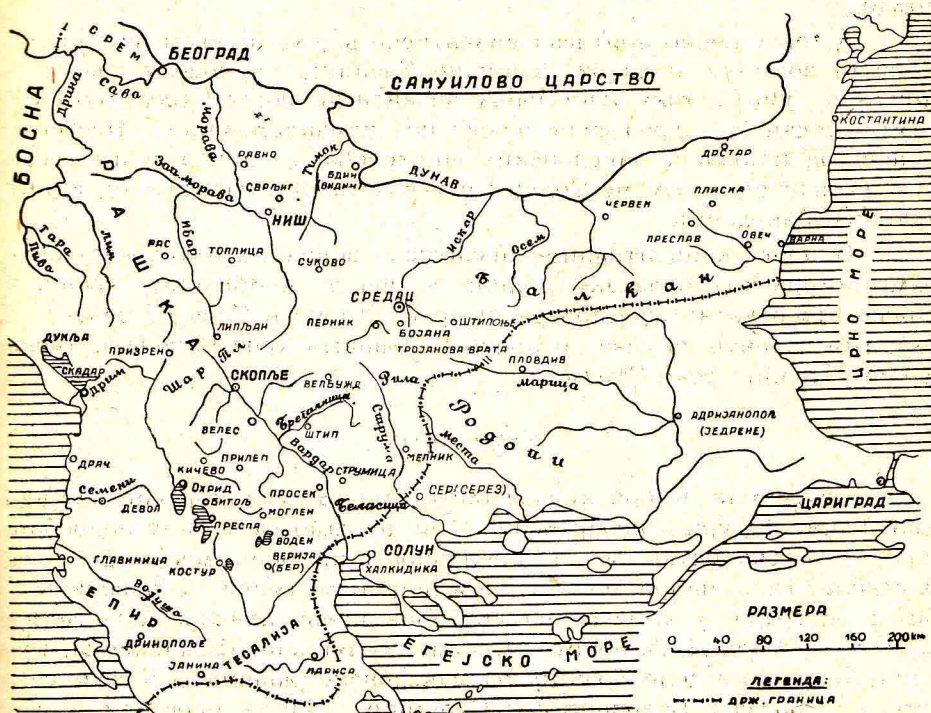 СРЕМ
БЕОГРАД
САМУИЛОВО ЦАРСТВО
БОСНА
Дрина
Сава
Морава
КОСТАНТИНА
РАВНО
Тимок
БДИН
(ВИДИН)
ДУНАВ
ДРСТАР
Зап. морава
СВРЉИГ
НИШ
ЧЕРВЕН
ПЛИСКА
ПРЕСЛАВ
ОВЕЧ
ВАРНА
ЦРНО МОРЕ
Тара
Пива
Лим
РАШКА
РАС
Ибар
ТОПЛИЦА
СУКОВО
Искар
Осем
Балкан
СРЕДАЦ
ПЕРНИК
БОЈАНА
ШТИПОЊЕ
ТРОЈАНОВА ВРАТА
ПЛОВДИВ
марица
ДУКЉА
СКАДАР
Дрим
ПРИЗРЕН
ЛИПЉАН
Шар Пл.
СКОПЉЕ
ВЕЛБУЖД
Рила
Родопи
АДРИЈАНОПОЉ
(ЈЕДРЕНЕ)
Брегалница
ШТИП
Струма
места
ВЕЛЕС
Вардар
СТРУМИЦА
МЕЛНИК
ДРАЧ
КИЧЕВО
ПРИЛЕП
Семени
ДЕВОЛ
ОХРИД
БИТОЉ
ПРОСЕК
МОГЛЕН
СЕР (СЕРЕЗ)
Беласица
ЦАРИГРАД
ПРЕСПА
ВОДЕН
ВЕРИЈА
(БЕР)
СОЛУН
ХАЛКИДИКА
ГЛАВИНИЦА
КОСТУР
Војуша
ЕПИР
ДРИНОПОЉЕ
ЈАНИНА
ТЕСАЛИЈА
ЛАРИСА
ЕГЕЈСКО МОРЕ
РАЗМЕРА
0 40 80 120 160 200 км
ЛЕГЕНДА:
ДРЖ. ГРАНИЦА